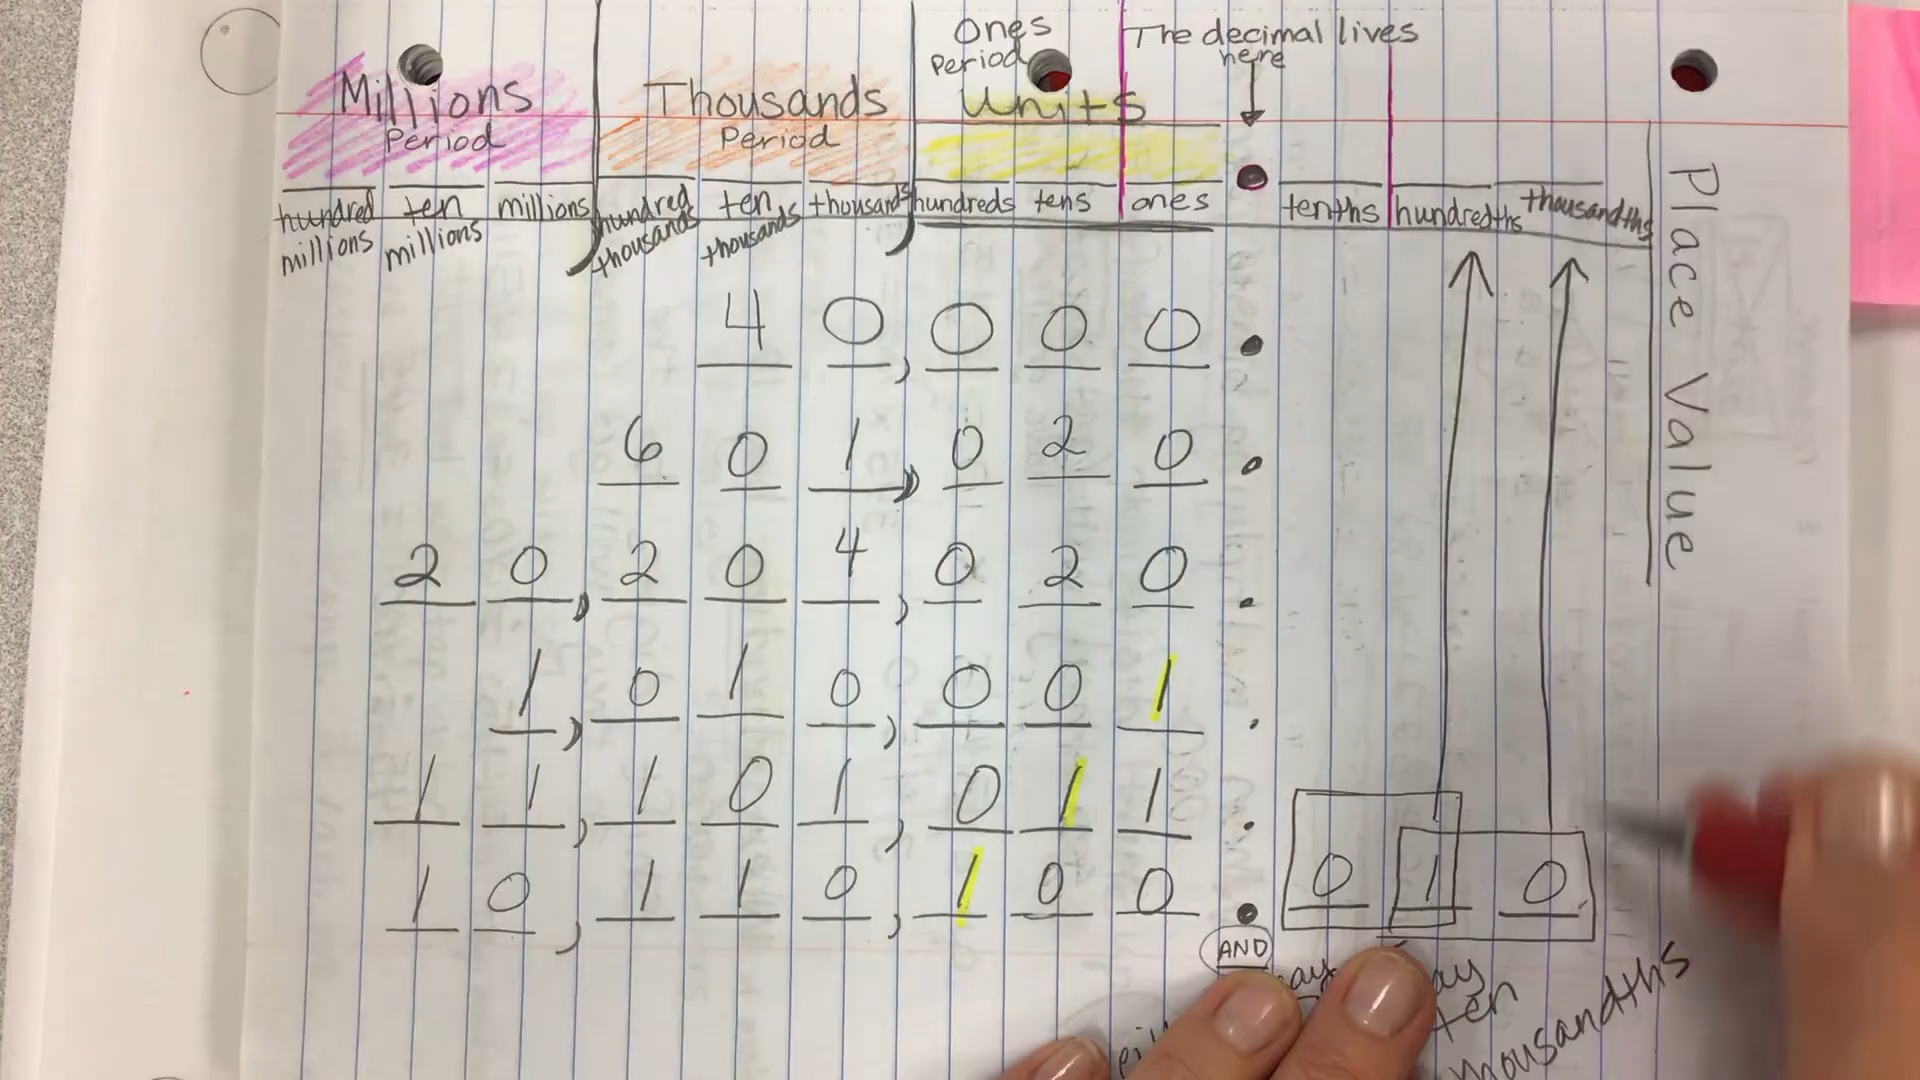 Ones
Period
The decimal lives
here
Millions
Period
Thousands
Period
Units
hundred
millions
ten
millions
millions
hundred
thousands
ten
thousands
thousands
hundreds
tens
ones
tenths
hundredths
thousandths
Place Value
4 0, 0 0 0 .
6 0 1, 0 2 0 .
2 0, 2 0 4, 0 2 0 .
1, 0 1 0, 0 0 1 .
1 1, 1 0 1, 0 1 1 .
1 0, 1 1 0, 1 0 0 . 0 1 0
AND
ten